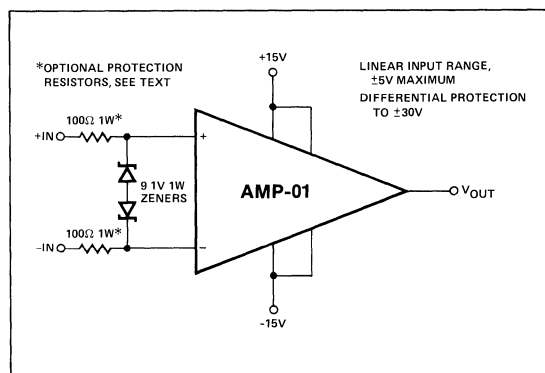 *OPTIONAL PROTECTION
RESISTORS, SEE TEXT
+15V
LINEAR INPUT RANGE,
±5V MAXIMUM
DIFFERENTIAL PROTECTION
TO ±30V
100Ω 1W*
+IN
+
9 1V 1W
ZENERS
AMP-01
VOUT
100Ω 1W*
-IN
−
-15V